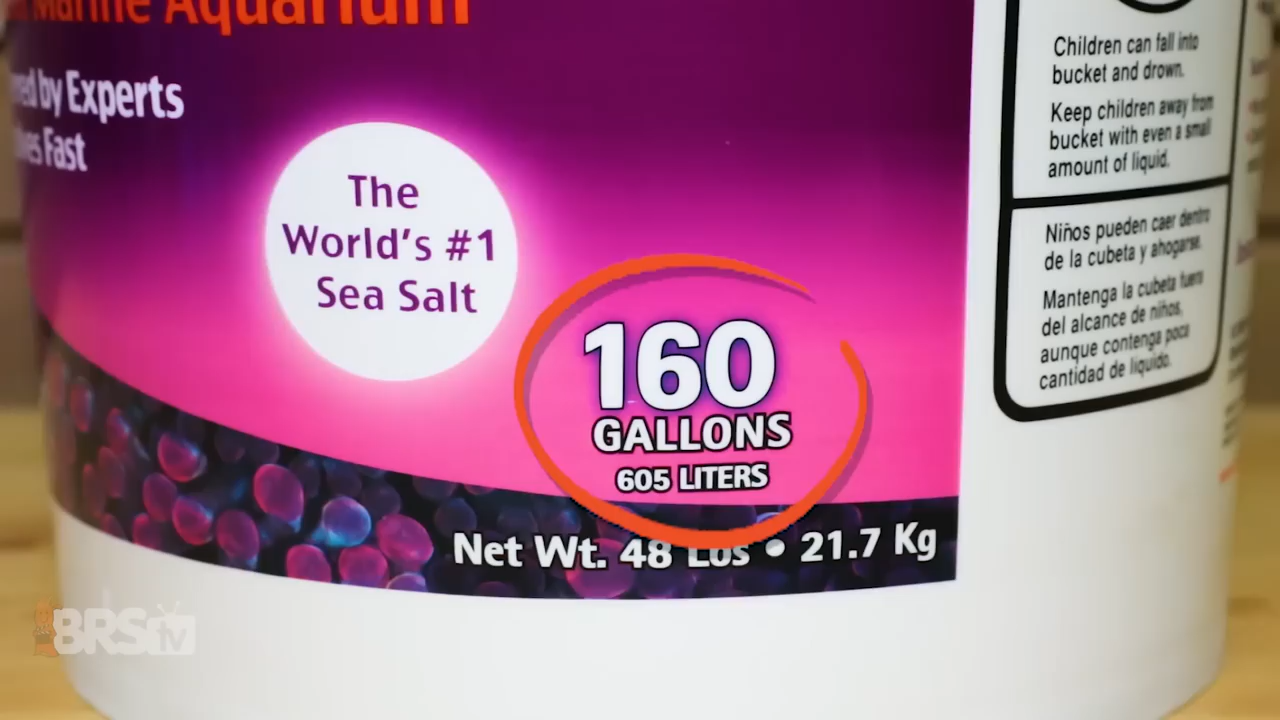 Marine Aquarium
by Experts
Fast
The
World's #1
Sea Salt
160
GALLONS
605 LITERS
Net Wt. 48 Lbs • 21.7 Kg
Children can fall into
bucket and drown.
Keep children away from
bucket with even a small
amount of liquid.
Niños pueden caer dentro
de la cubeta y ahogarse.
Mantenga la cubeta fuera
del alcance de niños,
aunque contenga poca
cantidad de líquido.
BRStv